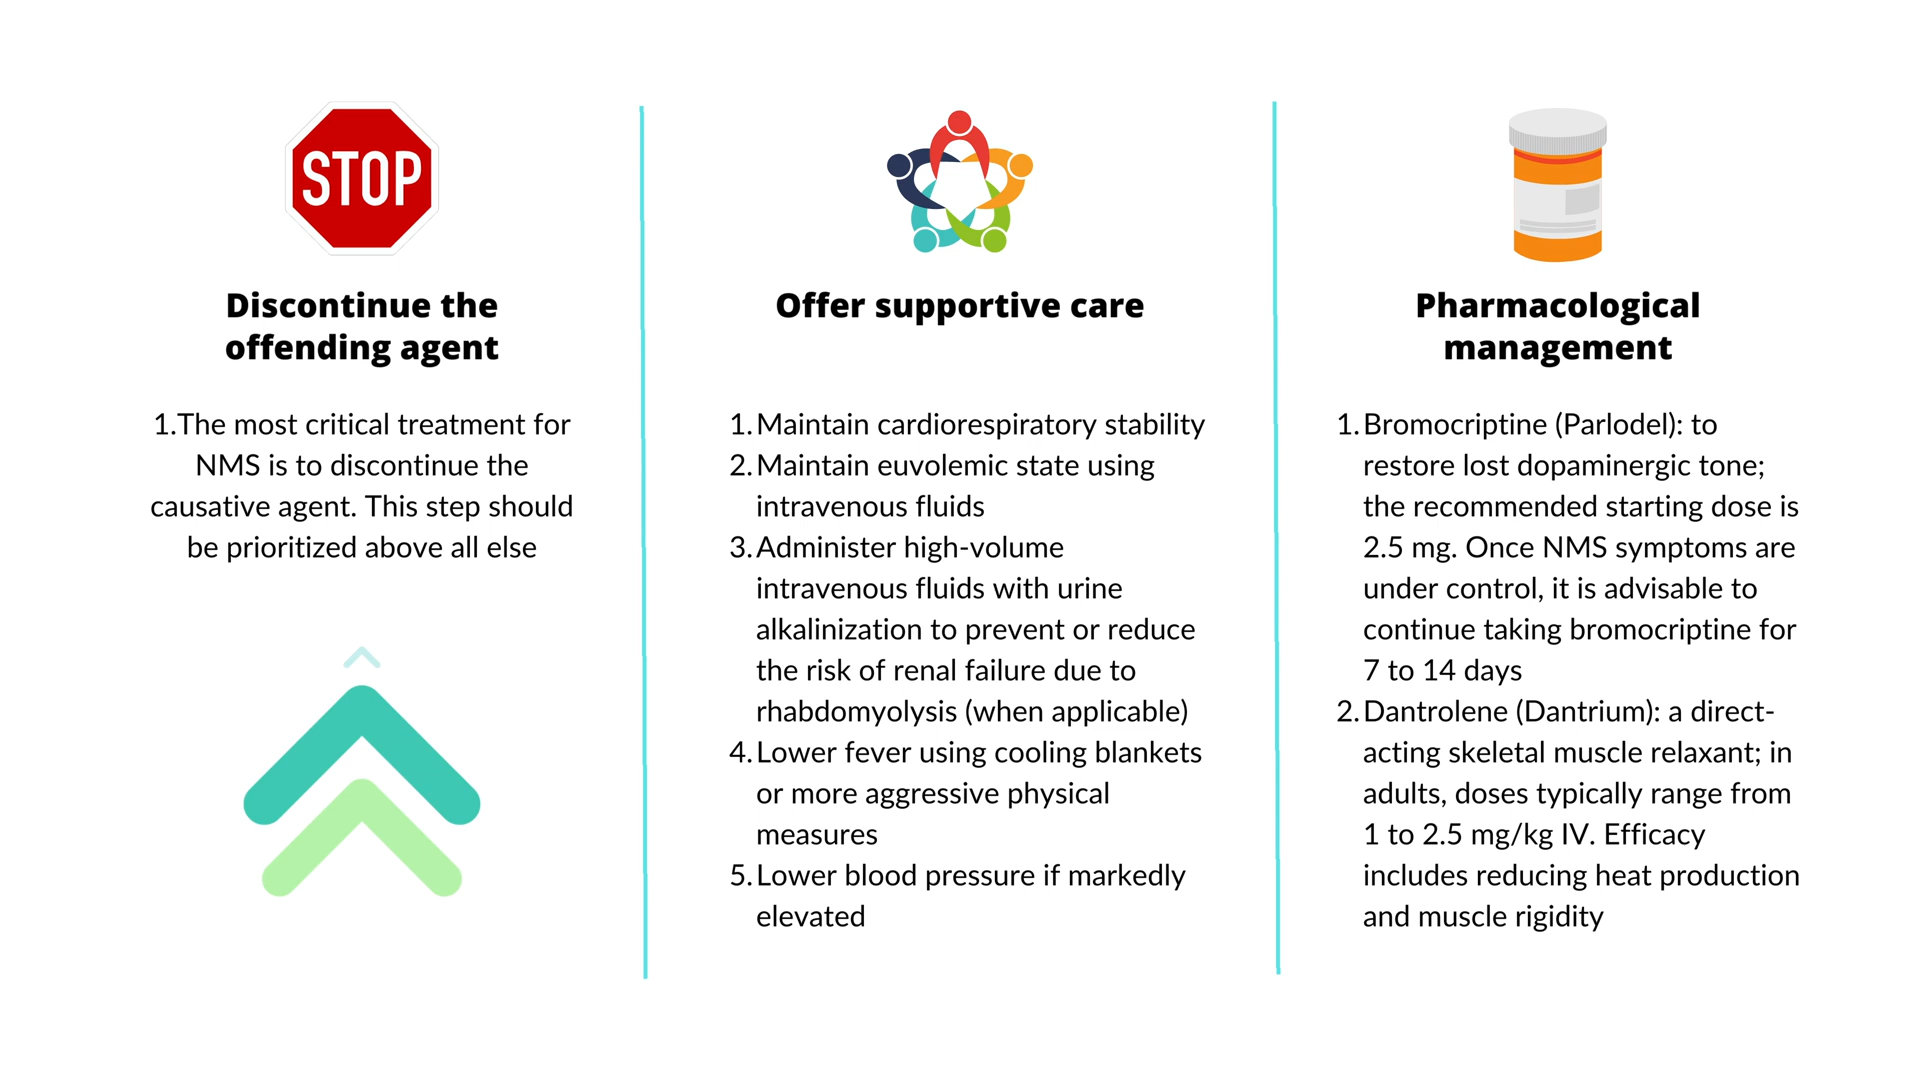 STOP
Discontinue the
offending agent
1.The most critical treatment for
NMS is to discontinue the
causative agent. This step should
be prioritized above all else
Offer supportive care
1. Maintain cardiorespiratory stability
2. Maintain euvolemic state using
intravenous fluids
3. Administer high-volume
intravenous fluids with urine
alkalinization to prevent or reduce
the risk of renal failure due to
rhabdomyolysis (when applicable)
4. Lower fever using cooling blankets
or more aggressive physical
measures
5. Lower blood pressure if markedly
elevated
Pharmacological
management
1. Bromocriptine (Parlodel): to
restore lost dopaminergic tone;
the recommended starting dose is
2.5 mg. Once NMS symptoms are
under control, it is advisable to
continue taking bromocriptine for
7 to 14 days
2. Dantrolene (Dantrium): a direct-
acting skeletal muscle relaxant; in
adults, doses typically range from
1 to 2.5 mg/kg IV. Efficacy
includes reducing heat production
and muscle rigidity